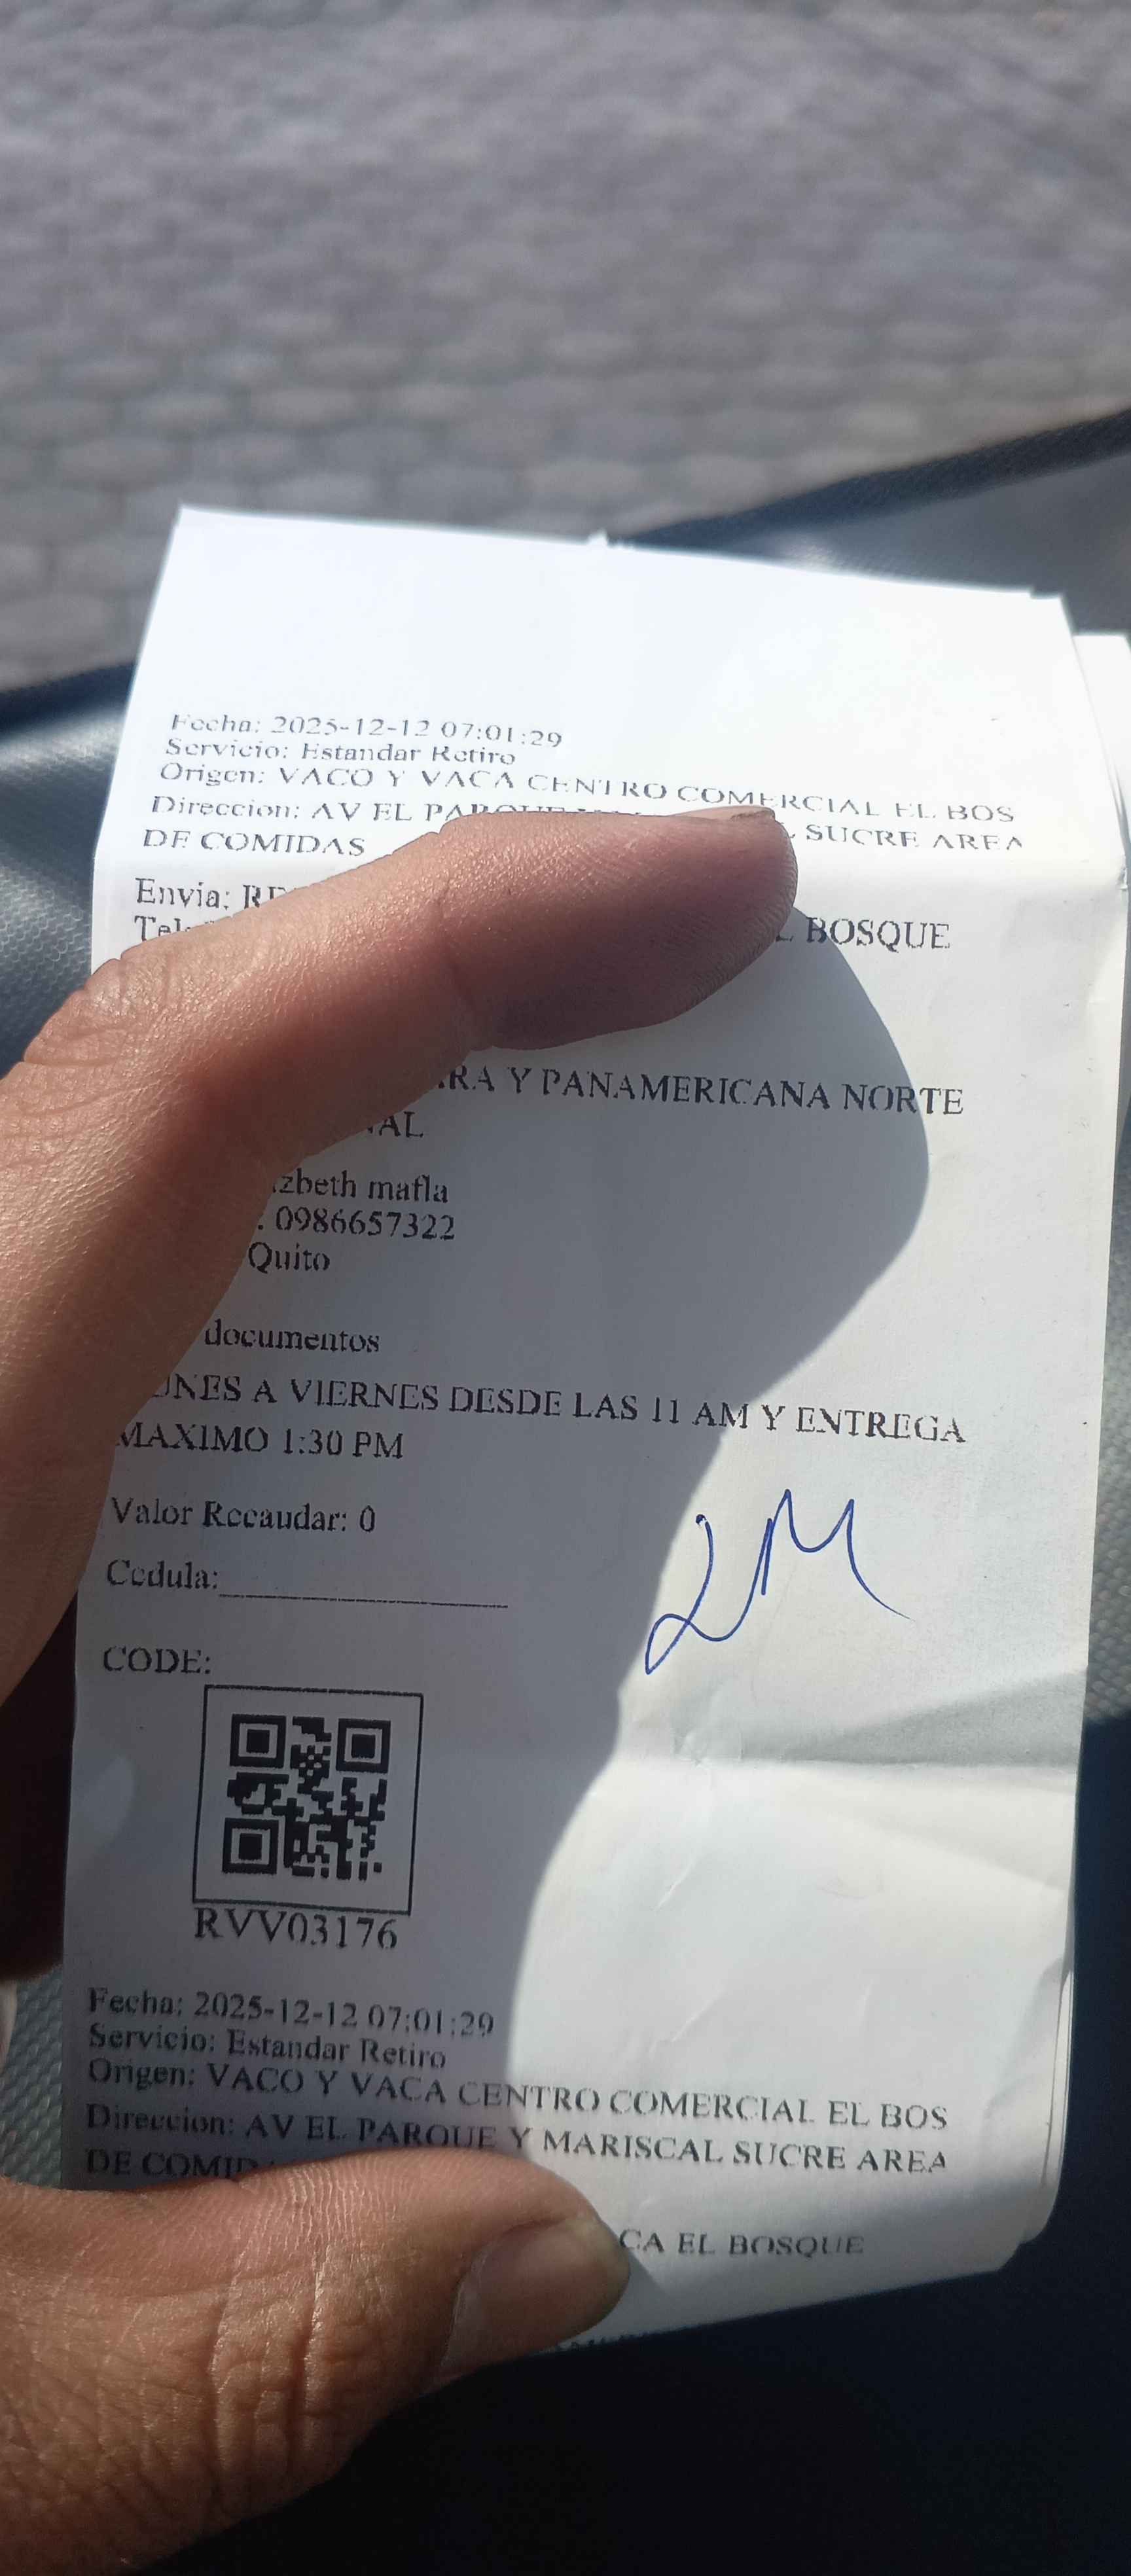 Fecha: 2025-12-12 07:01:29
Servicio: Estandar Retiro
Origen: VACO Y VACA CENTRO COMERCIAL EL BOS
Direccion: AV EL SUCRE AREA
DE COMIDAS
Envia:
BOSQUE
Y PANAMERICANA NORTE
mafla
0986657322
Quito
documentos
A VIERNES DESDE LAS 11 AM Y ENTREGA
MAXIMO 1:30 PM
Valor Recaudar: 0
Cedula:
CODE:
RVV03176
Fecha: 2025-12-12 07:01:29
Servicio: Estandar Retiro
Origen: VACO Y VACA CENTRO COMERCIAL EL BOS
Direccion: AV EL PARQUE Y MARISCAL SUCRE AREA
DE
EL BOSQUE